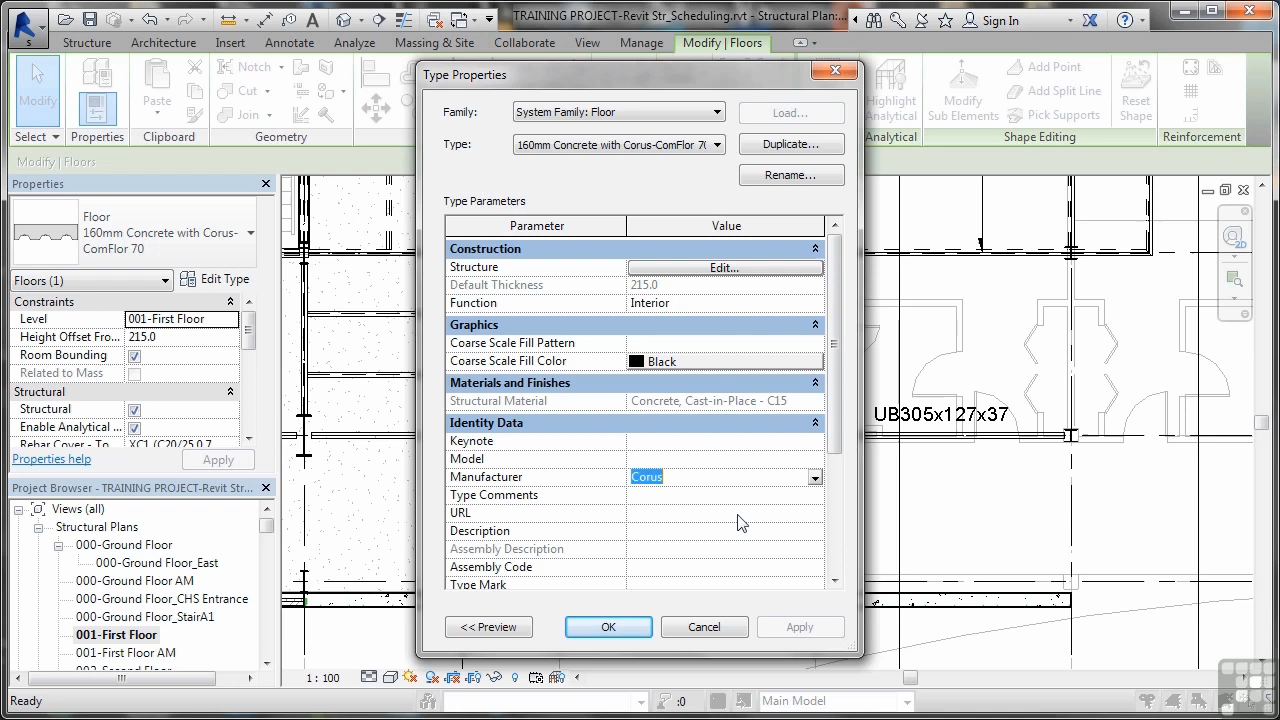 TRAINING PROJECT-Revit Str_Scheduling.rvt - Structural Plan:...
Sign In
Structure
Architecture
Insert
Annotate
Analyze
Massing & Site
Collaborate
View
Manage
Modify | Floors
Modify
Properties
Paste
Notch
Cut
Join
Highlight
Analytical
Modify
Sub Elements
Add Point
Add Split Line
Pick Supports
Reset
Shape
Select
Properties
Clipboard
Geometry
Analytical
Shape Editing
Reinforcement
Modify | Floors
Properties
Floor
160mm Concrete with Corus-
ComFlor 70
Floors (1)
Edit Type
Constraints
Level
001-First Floor
Height Offset Fro...
215.0
Room Bounding
Related to Mass
Structural
Structural
Enable Analytical ...
Rebar Cover - To...
XC1 (C20/25 0.7...
Properties help
Apply
Project Browser - TRAINING PROJECT-Revit Str...
Views (all)
Structural Plans
000-Ground Floor
000-Ground Floor_East
000-Ground Floor AM
000-Ground Floor_CHS Entrance
000-Ground Floor_StairA1
001-First Floor
001-First Floor AM
002-Second Floor
Type Properties
Family:
System Family: Floor
Load...
Type:
160mm Concrete with Corus-ComFlor 70
Duplicate...
Rename...
Type Parameters
Parameter
Value
Construction
Structure
Edit...
Default Thickness
215.0
Function
Interior
Graphics
Coarse Scale Fill Pattern
Coarse Scale Fill Color
Black
Materials and Finishes
Structural Material
Concrete, Cast-in-Place - C15
Identity Data
Keynote
Model
Manufacturer
Corus
Type Comments
URL
Description
Assembly Description
Assembly Code
Type Mark
<< Preview
OK
Cancel
Apply
UB305x127x37
2D
1 : 100
Ready
:0
Main Model